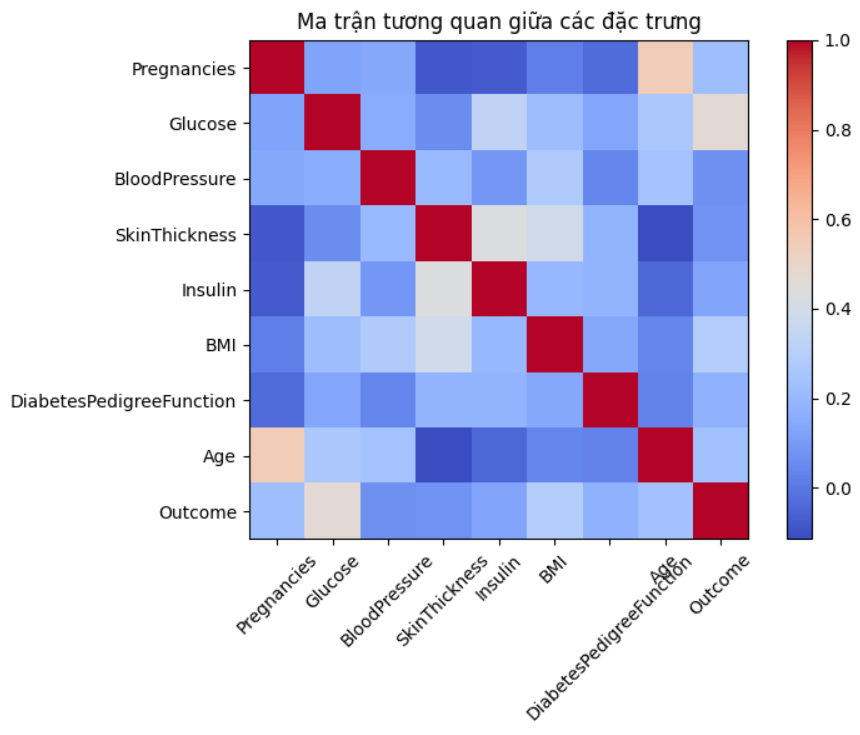 Ma trận tương quan giữa các đặc trưng
Pregnancies
Glucose
BloodPressure
SkinThickness
Insulin
BMI
DiabetesPedigreeFunction
Age
Outcome
Pregnancies
Glucose
BloodPressure
SkinThickness
Insulin
BMI
DiabetesPedigreeFunction
Age
Outcome
1.0
0.8
0.6
0.4
0.2
0.0